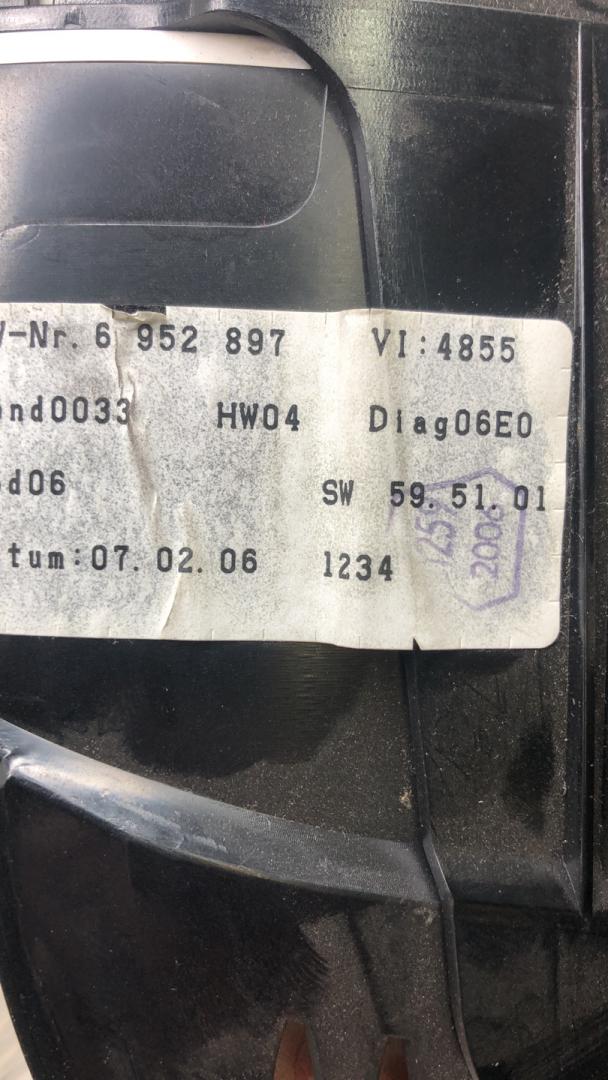 -Nr. 6 952 897 VI:4855
nd0033 HW04 Diag06E0
d06 SW 59.51.01
tum:07.02.06 1234
2006